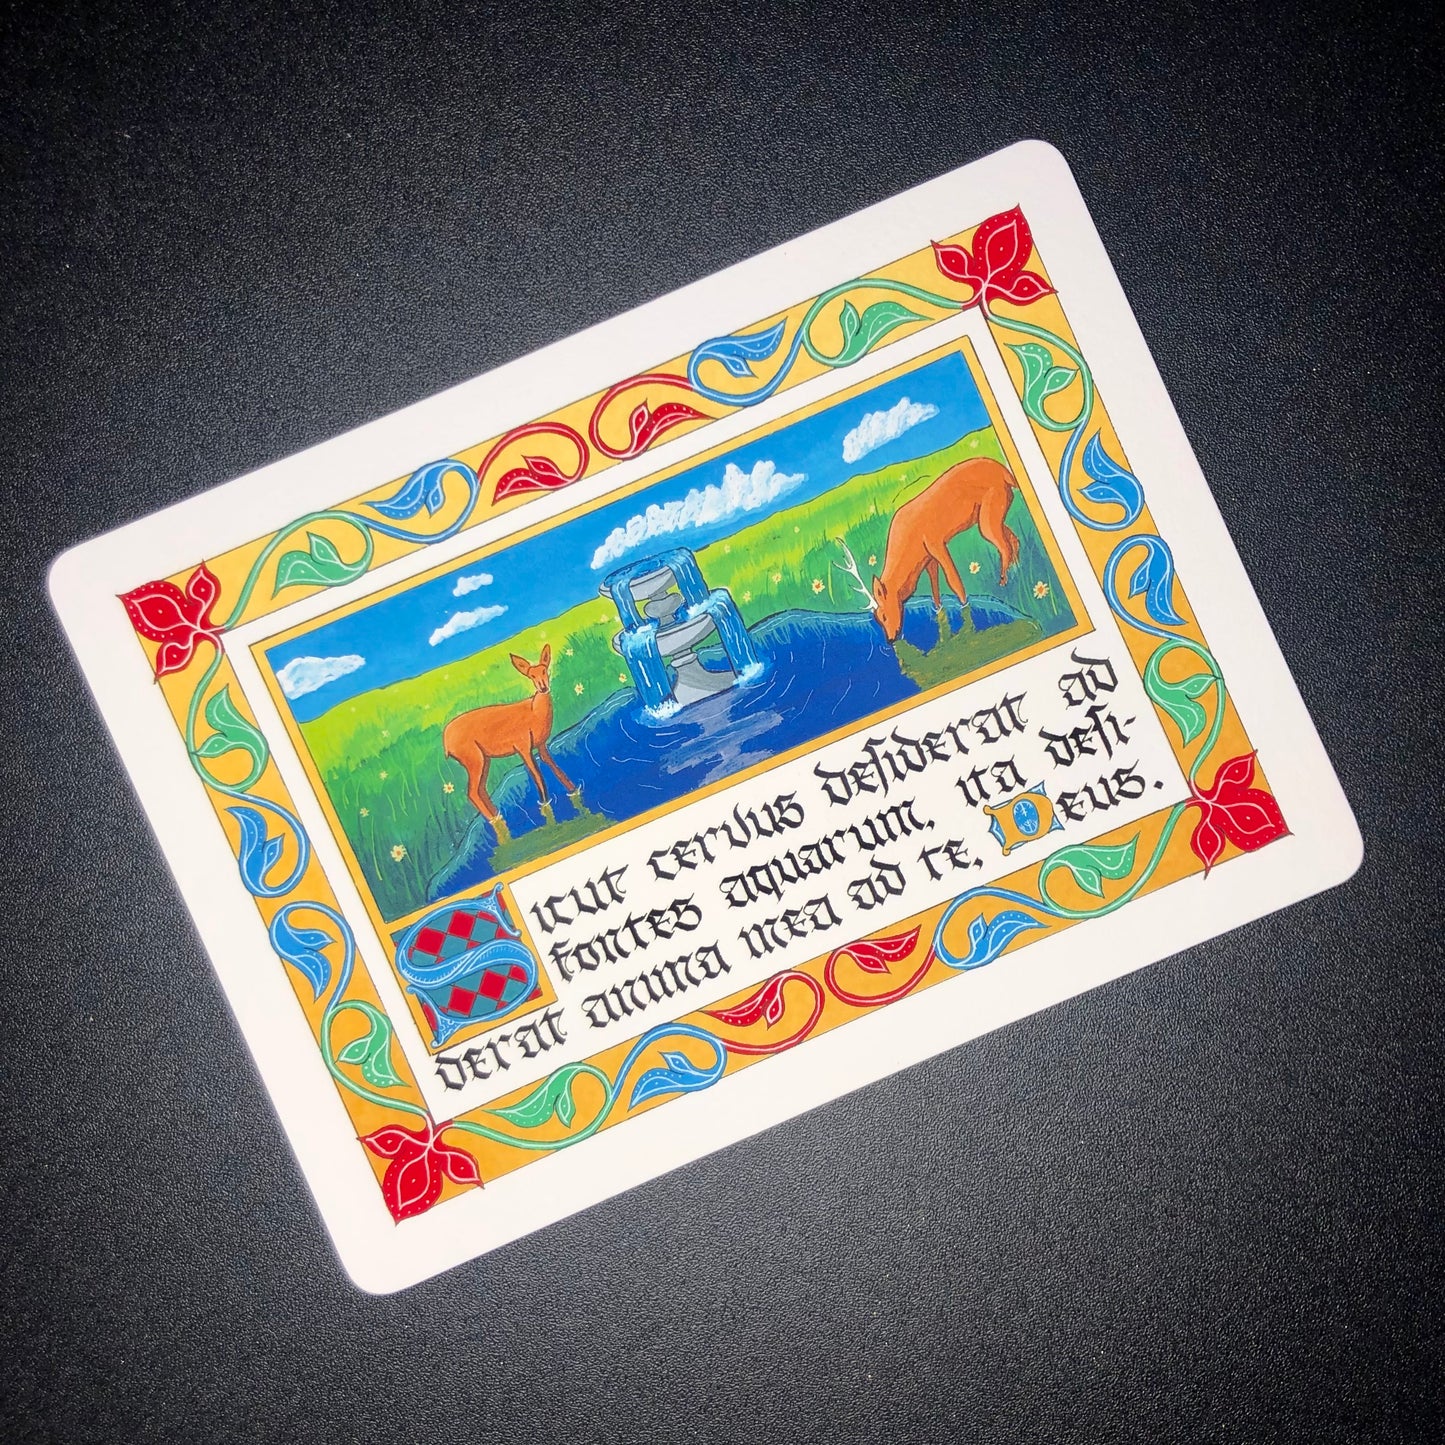 Sicut cervus desiderat ad
fontes aquarum, ita desi-
derat anima mea ad te, Deus.